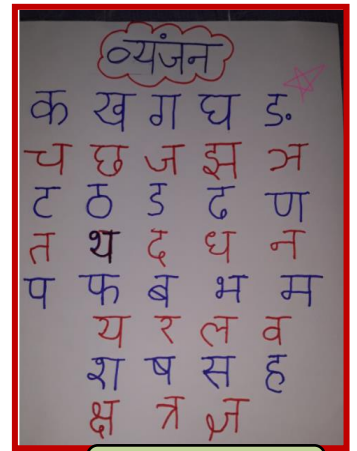 व्यंजन
क ख ग घ ङ
च छ ज झ ञ
ट ठ ड ढ ण
त थ द ध न
प फ ब भ म
य र ल व
श ष स ह
क्ष त्र ज्ञ